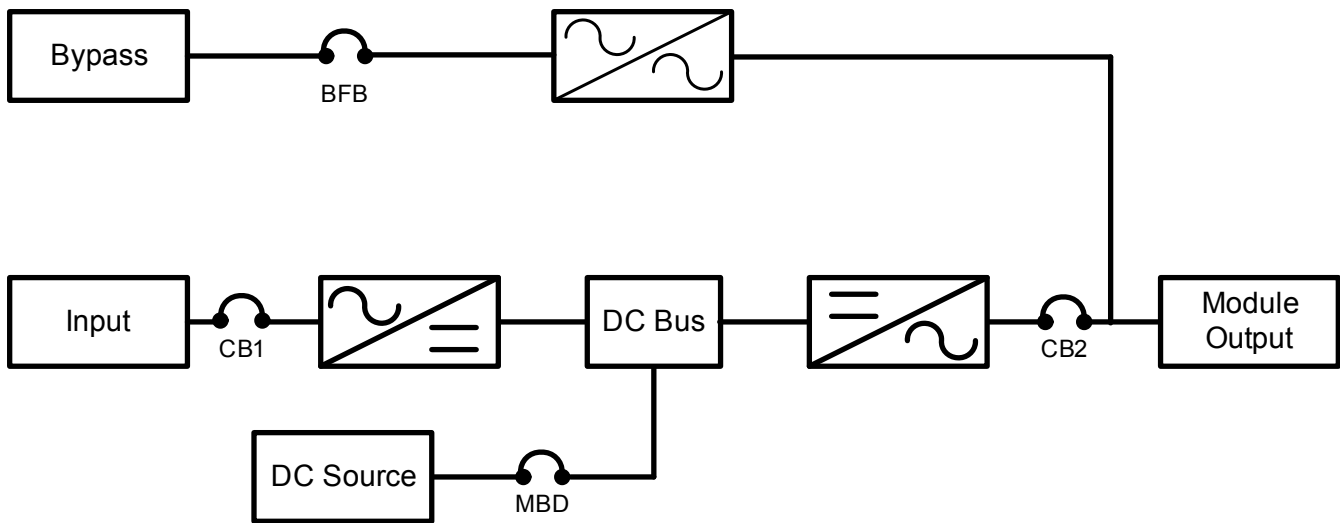 Bypass
BFB
Input
CB1
DC Bus
CB2
Module
Output
DC Source
MBD